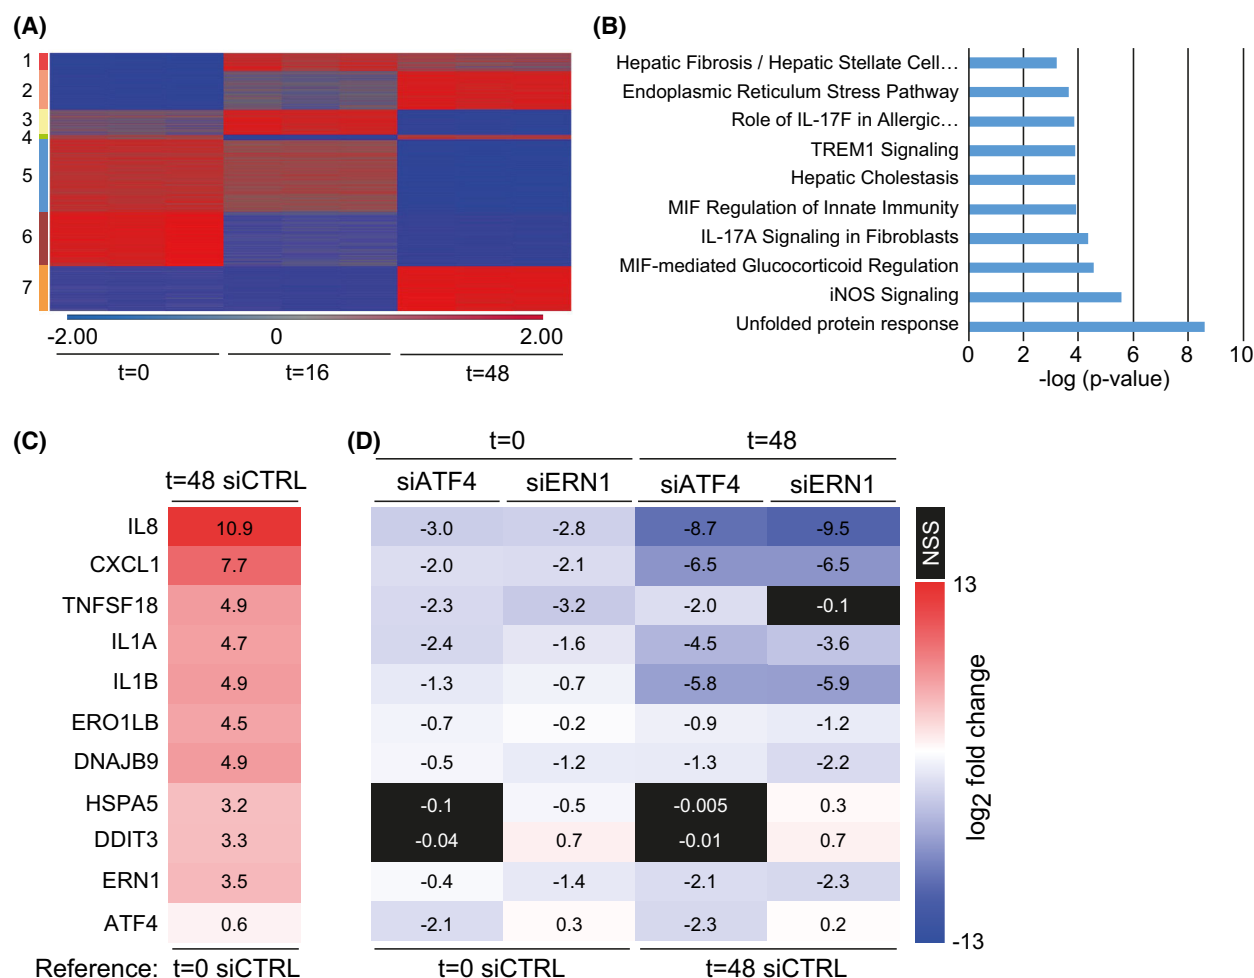 (A)
1
2
3
4
5
6
7
-2.00 0 2.00
t=0 t=16 t=48
(B)
Hepatic Fibrosis / Hepatic Stellate Cell…
Endoplasmic Reticulum Stress Pathway
Role of IL-17F in Allergic…
TREM1 Signaling
Hepatic Cholestasis
MIF Regulation of Innate Immunity
IL-17A Signaling in Fibroblasts
MIF-mediated Glucocorticoid Regulation
iNOS Signaling
Unfolded protein response
0 2 4 6 8 10
-log (p-value)
(C)
t=48 siCTRL
IL8 10.9
CXCL1 7.7
TNFSF18 4.9
IL1A 4.7
IL1B 4.9
ERO1LB 4.5
DNAJB9 4.9
HSPA5 3.2
DDIT3 3.3
ERN1 3.5
ATF4 0.6
Reference: t=0 siCTRL
(D)
t=0 t=48
siATF4 siERN1 siATF4 siERN1
-3.0 -2.8 -8.7 -9.5
-2.0 -2.1 -6.5 -6.5
-2.3 -3.2 -2.0 -0.1
-2.4 -1.6 -4.5 -3.6
-1.3 -0.7 -5.8 -5.9
-0.7 -0.2 -0.9 -1.2
-0.5 -1.2 -1.3 -2.2
-0.1 -0.5 -0.005 0.3
-0.04 0.7 -0.01 0.7
-0.4 -1.4 -2.1 -2.3
-2.1 0.3 -2.3 0.2
t=0 siCTRL t=48 siCTRL
NSS
13
log2 fold change
-13